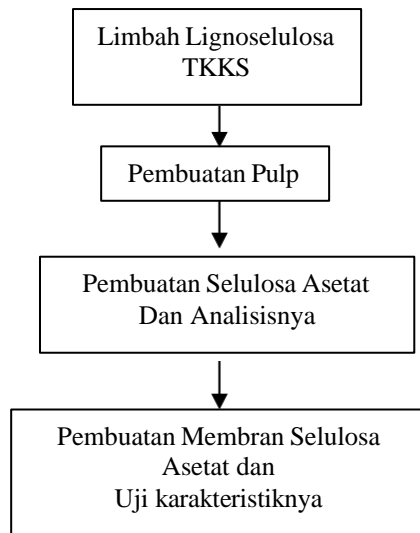 Limbah Lignoselulosa
TKKS
Pembuatan Pulp
Pembuatan Selulosa Asetat
Dan Analisisnya
Pembuatan Membran Selulosa
Asetat dan
Uji karakteristiknya